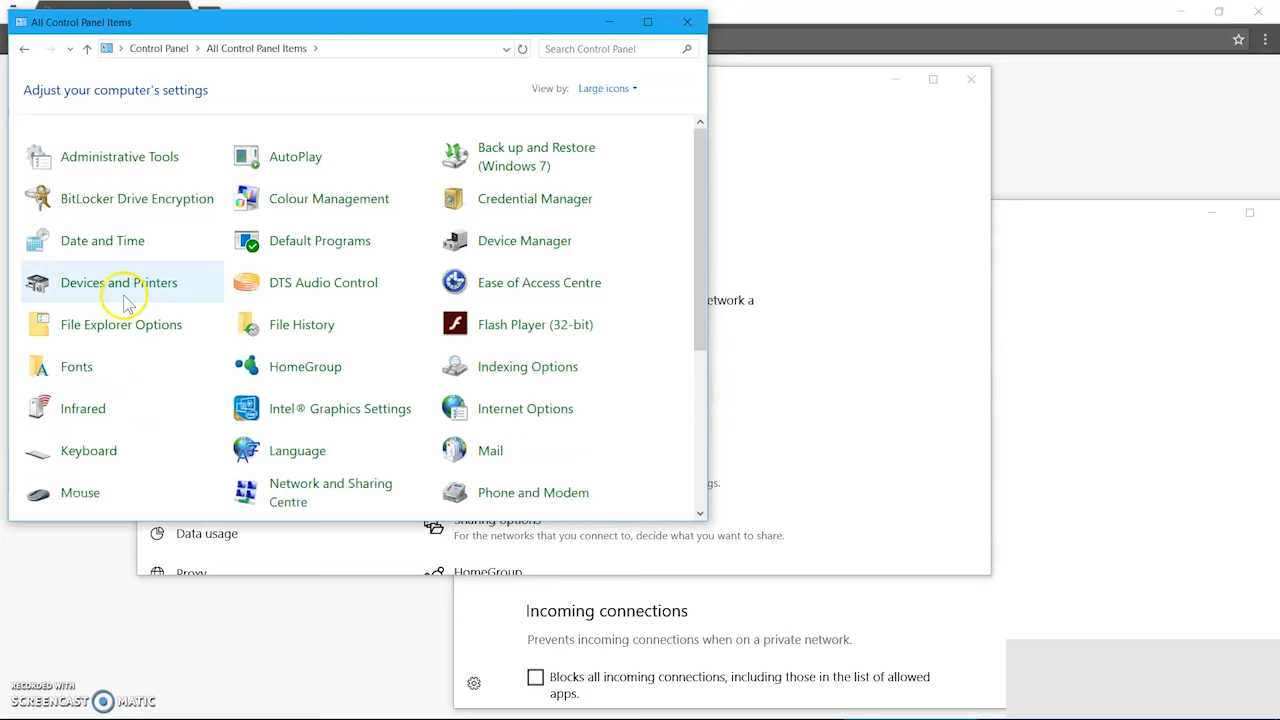 All Control Panel Items
Control Panel > All Control Panel Items >
Search Control Panel
Adjust your computer's settings
View by: Large icons
Administrative Tools
AutoPlay
Back up and Restore
(Windows 7)
BitLocker Drive Encryption
Colour Management
Credential Manager
Date and Time
Default Programs
Device Manager
Devices and Printers
DTS Audio Control
Ease of Access Centre
File Explorer Options
File History
Flash Player (32-bit)
Fonts
HomeGroup
Indexing Options
Infrared
Intel® Graphics Settings
Internet Options
Keyboard
Language
Mail
Mouse
Network and Sharing
Centre
Phone and Modem
etwork a
gs.
Data usage
Sharing options
For the networks that you connect to, decide what you want to share.
Proxy
HomeGroup
Incoming connections
Prevents incoming connections when on a private network.
Blocks all incoming connections, including those in the list of allowed
apps.
RECORDED WITH
SCREENCAST MATIC